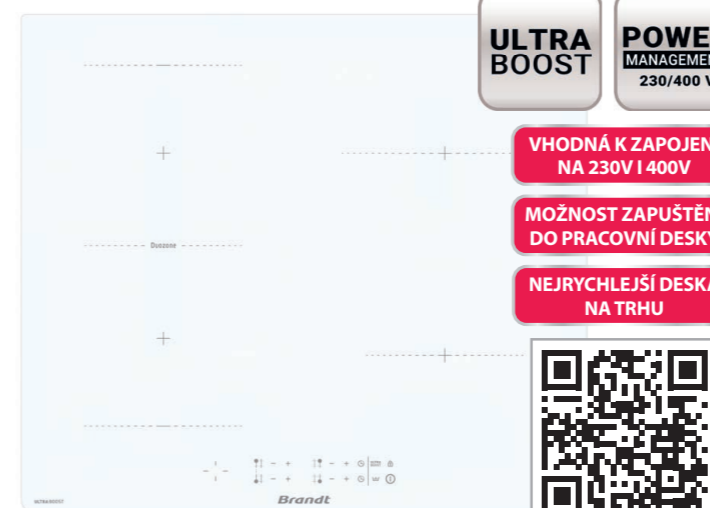 ULTRA
BOOST
POWE
MANAGEMEN
230/400 V
VHODNÁ K ZAPOJEN
NA 230V I 400V
MOŽNOST ZAPUŠTĚN
DO PRACOVNÍ DESKY
NEJRYCHLEJŠÍ DESKA
NA TRHU
Duozone
Brandt